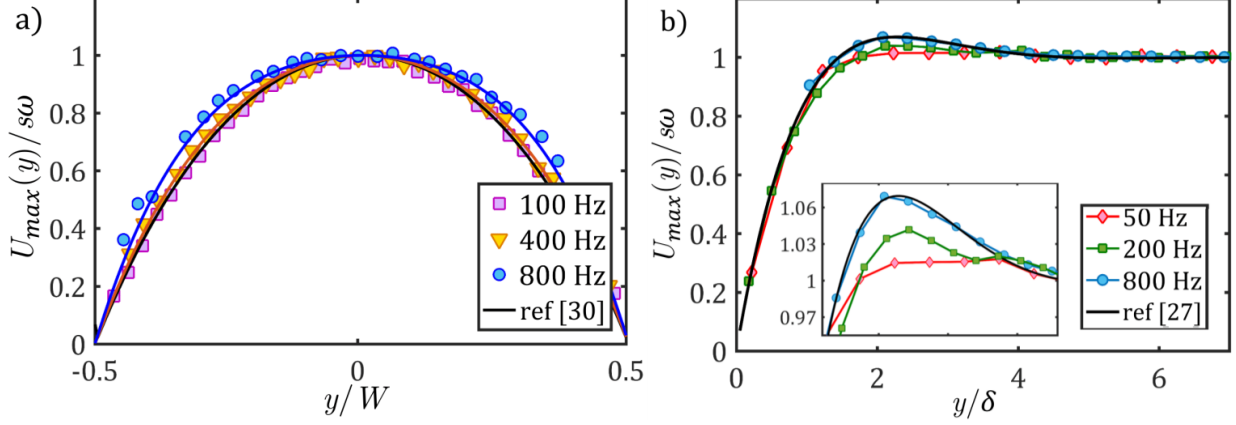 a)
U_max(y)/sω
1
0.8
0.6
0.4
0.2
0
-0.5
0
0.5
y/W
100 Hz
400 Hz
800 Hz
ref [30]
b)
U_max(y)/sω
1
0.8
0.6
0.4
0.2
0
0
2
4
6
y/δ
1.06
1.03
1
0.97
50 Hz
200 Hz
800 Hz
ref [27]